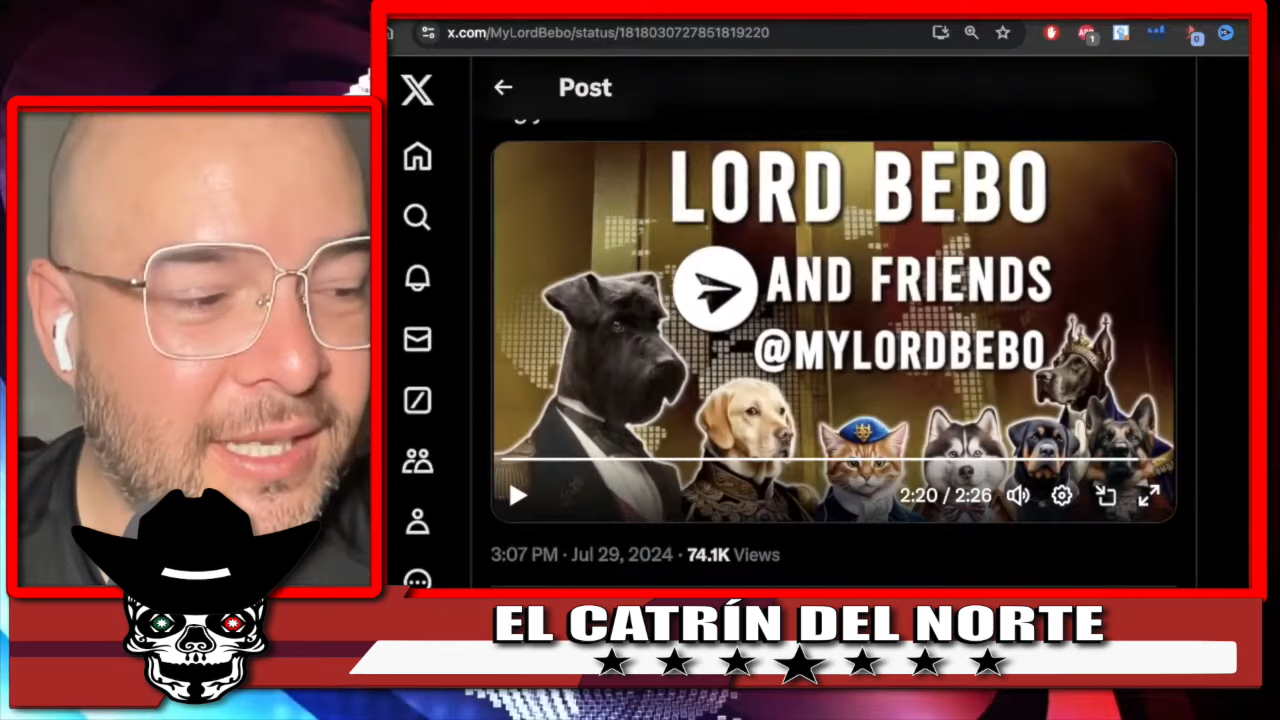 x.com/MyLordBebo/status/1818030727851819220
Post
LORD BEBO
AND FRIENDS
@MYLORDBEBO
2:20 / 2:26
3:07 PM · Jul 29, 2024 · 74.1K Views
EL CATRÍN DEL NORTE